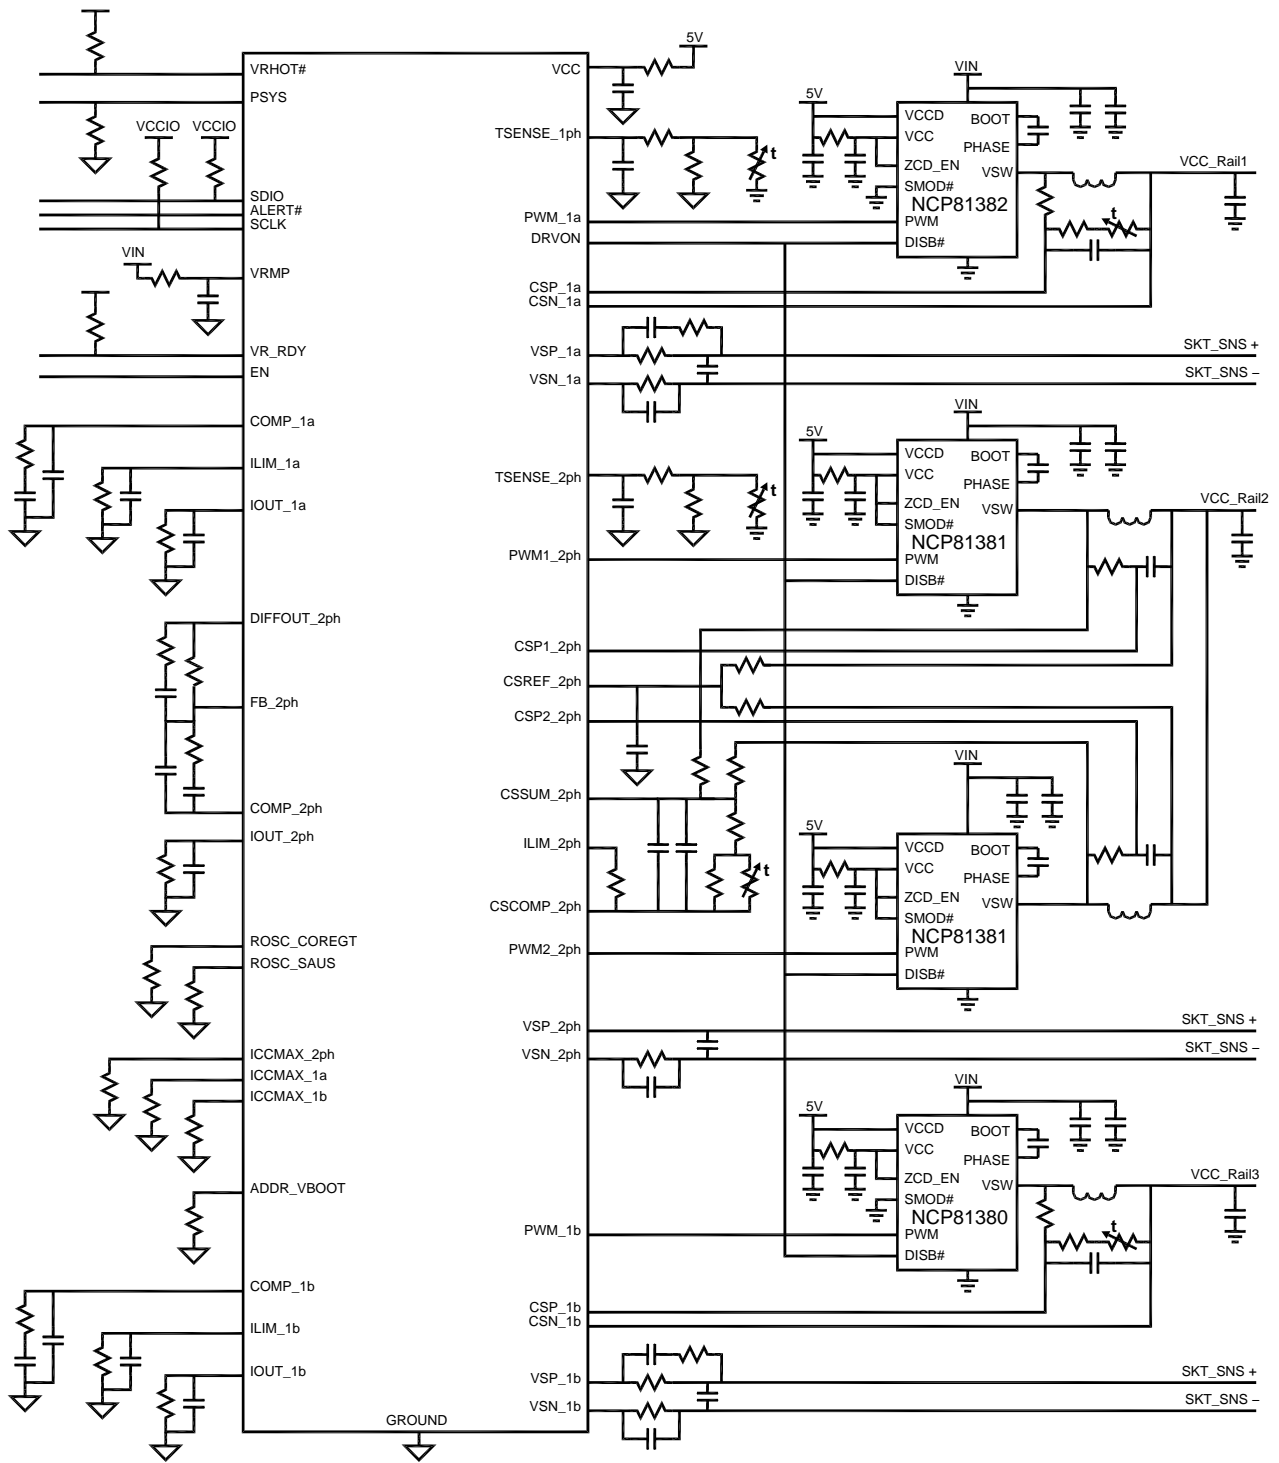 VRHOT#
PSYS
VCCIO
VCCIO
SDIO
ALERT#
SCLK
VIN
VRMP
VR_RDY
EN
COMP_1a
ILIM_1a
IOUT_1a
DIFFOUT_2ph
FB_2ph
COMP_2ph
IOUT_2ph
ROSC_COREGT
ROSC_SAUS
ICCMAX_2ph
ICCMAX_1a
ICCMAX_1b
ADDR_VBOOT
COMP_1b
ILIM_1b
IOUT_1b
GROUND
5V
VCC
TSENSE_1ph
t
PWM_1a
DRVON
CSP_1a
CSN_1a
VSP_1a
VSN_1a
TSENSE_2ph
t
PWM1_2ph
CSP1_2ph
CSREF_2ph
CSP2_2ph
CSSUM_2ph
ILIM_2ph
t
CSCOMP_2ph
PWM2_2ph
VSP_2ph
VSN_2ph
PWM_1b
CSP_1b
CSN_1b
VSP_1b
VSN_1b
VIN
5V
VCCD
BOOT
VCC
PHASE
ZCD_EN
VSW
SMOD#
NCP81382
PWM
DISB#
VCC_Rail1
t
SKT_SNS +
SKT_SNS –
VIN
5V
VCCD
BOOT
VCC
PHASE
ZCD_EN
VSW
SMOD#
NCP81381
PWM
DISB#
VCC_Rail2
VIN
5V
VCCD
BOOT
VCC
PHASE
ZCD_EN
VSW
SMOD#
NCP81381
PWM
DISB#
SKT_SNS +
SKT_SNS –
VIN
5V
VCCD
BOOT
VCC
PHASE
ZCD_EN
VSW
SMOD#
NCP81380
PWM
DISB#
VCC_Rail3
t
SKT_SNS +
SKT_SNS –